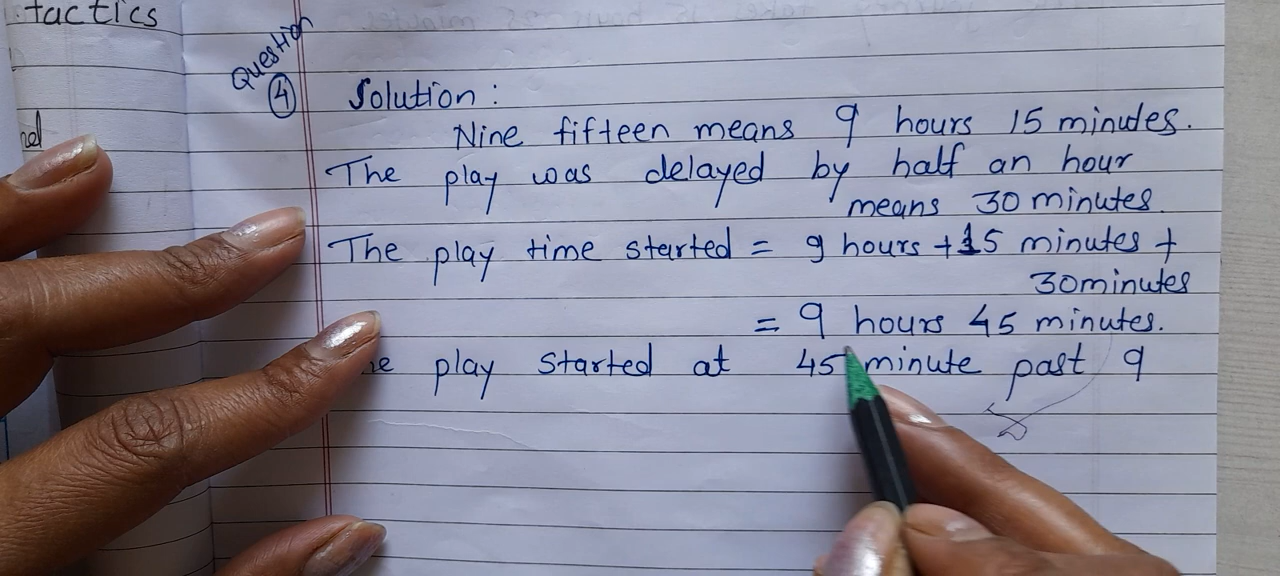 tactics
Question
4
Solution :
Nine fifteen means 9 hours 15 minutes.
The play was delayed by half an hour
means 30 minutes.
The play time started = 9 hours + 15 minutes +
30 minutes
= 9 hours 45 minutes.
play started at 45 minute past 9